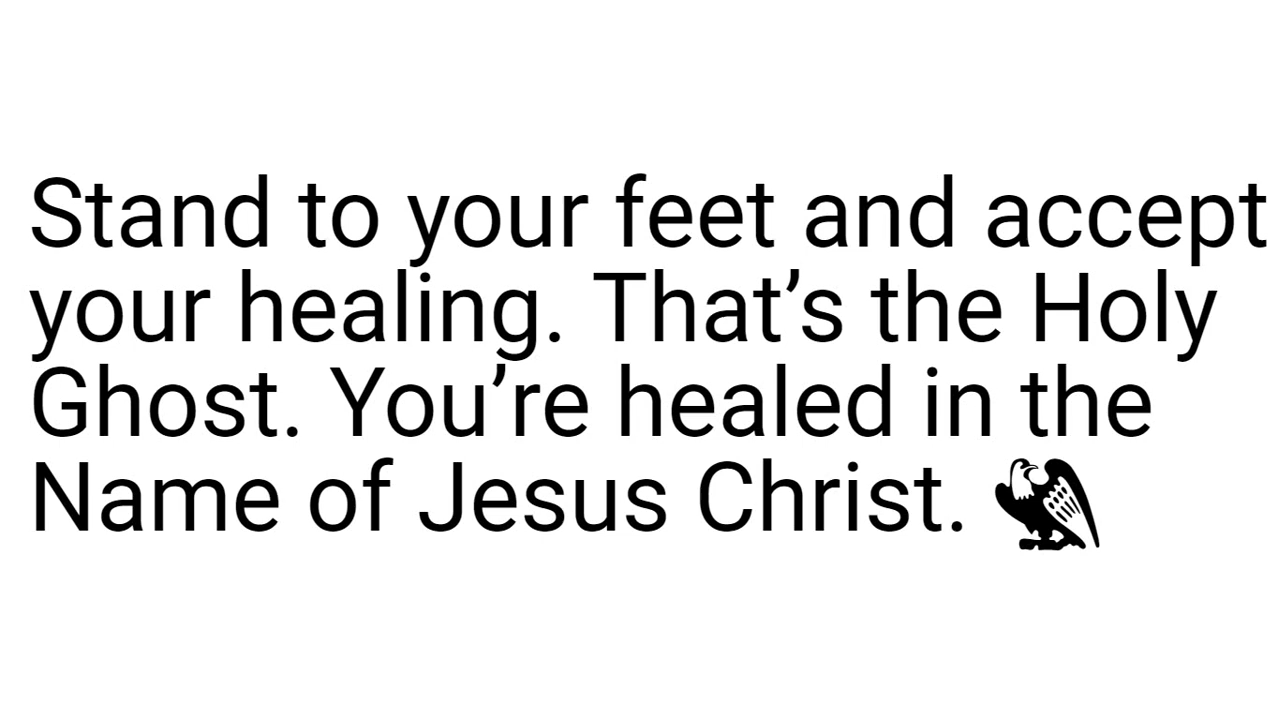 Stand to your feet and accept
your healing. That’s the Holy
Ghost. You’re healed in the
Name of Jesus Christ.